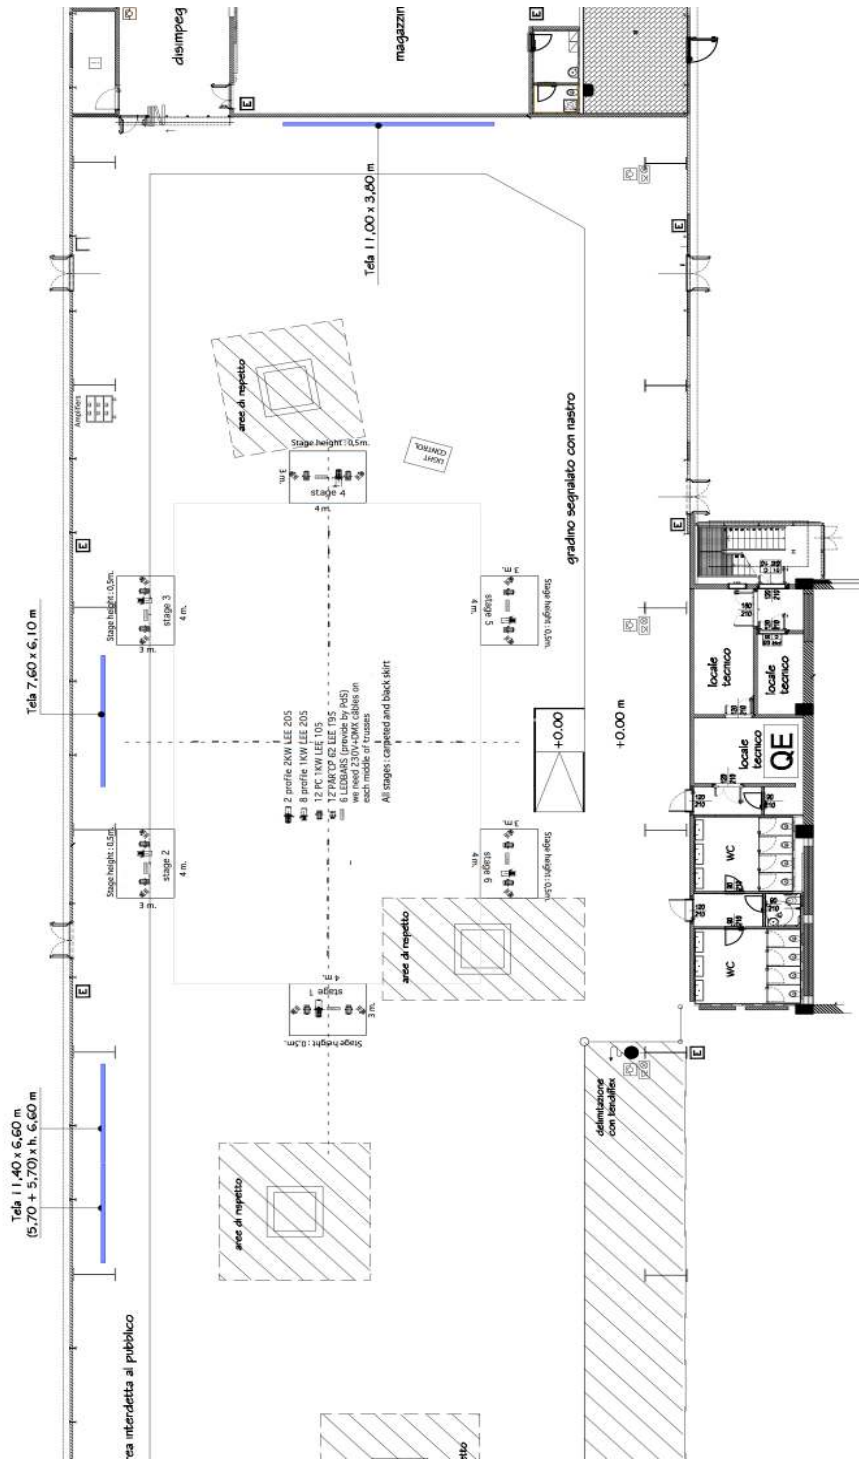 disimpeg
magazzin
E
E
Tela 11,00 x 3,80 m
E
aree di rispetto
Amplifiers
Stage height : 0,5m.
LIGHT
CONTROL
3 m.
stage 4
4 m.
gradino segnalato con nastro
E
E
Stage height : 0,5m.
stage 3
4 m.
3 m.
3 m.
stage 5
4 m.
Stage height : 0,5m.
Tela 7,60 x 6,10 m
locale
tecnico
locale
tecnico
locale
tecnico
QE
2 profile 2KW LEE 205
8 profile 1KW LEE 205
12 PC 1KW LEE 105
12 PAR CP 62 LEE 195
6 LEDBARS (provide by PdS)
we need 230V+DMX cables on
each middle of trusses
All stages : carpeted and black skirt
+0.00
+0.00 m
Stage height : 0,5m.
stage 2
4 m.
3 m.
3 m.
stage 6
4 m.
Stage height : 0,5m.
WC
WC
aree di rispetto
4 m.
stage 1
3 m.
Stage height : 0,5m.
E
E
delimitazione
con tendiflex
Tela 11,40 x 6,60 m
(5,70 + 5,70) x h. 6,60 m
aree di rispetto
rea interdetta al pubblico
etto